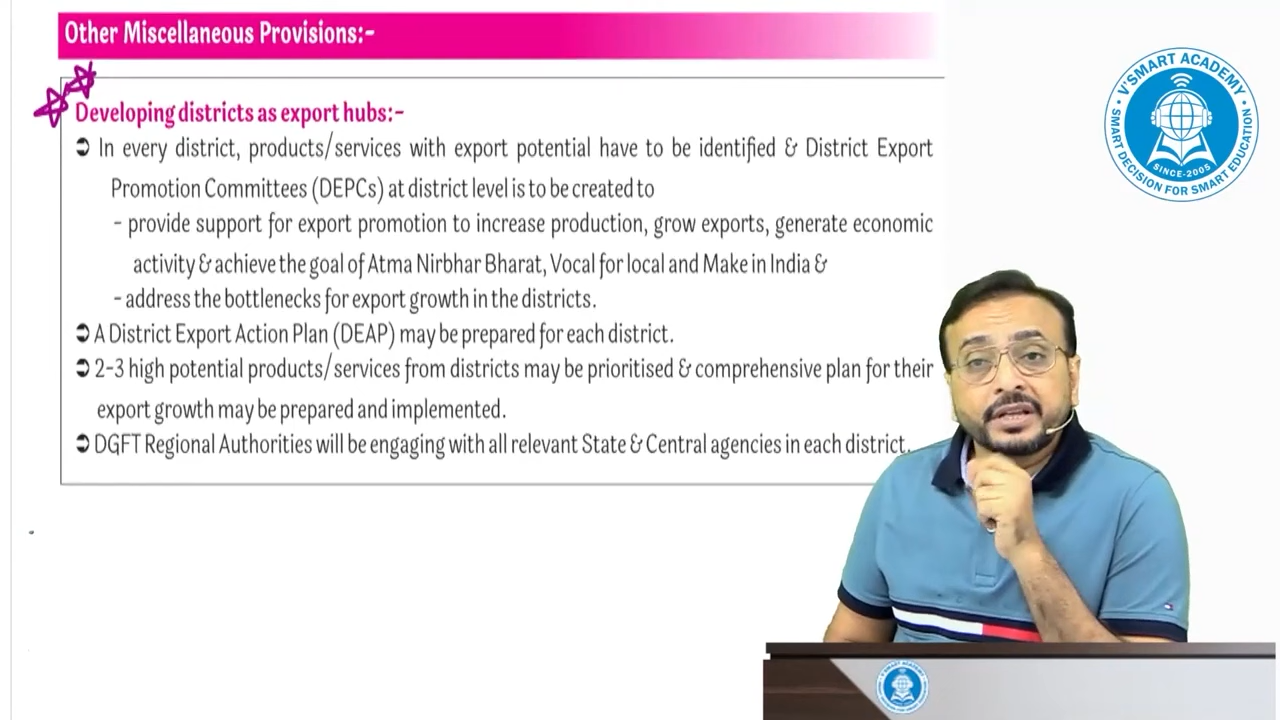 Other Miscellaneous Provisions:-
Developing districts as export hubs:-
➲ In every district, products/services with export potential have to be identified & District Export
Promotion Committees (DEPCs) at district level is to be created to
- provide support for export promotion to increase production, grow exports, generate economic
activity & achieve the goal of Atma Nirbhar Bharat, Vocal for local and Make in India &
- address the bottlenecks for export growth in the districts.
➲ A District Export Action Plan (DEAP) may be prepared for each district.
➲ 2-3 high potential products/services from districts may be prioritised & comprehensive plan for their
export growth may be prepared and implemented.
➲ DGFT Regional Authorities will be engaging with all relevant State & Central agencies in each district.
V'SMART ACADEMY
SINCE-2005
SMART DECISION FOR SMART EDUCATION